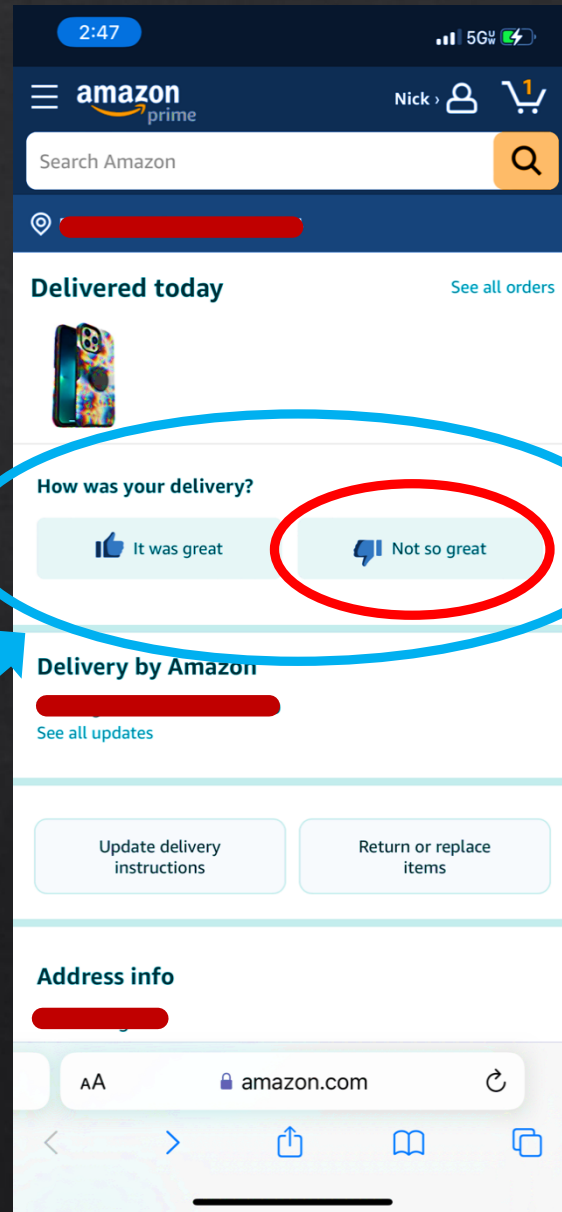 2:47
5GUW
amazon
prime
Nick ›
1
Search Amazon
Delivered today
See all orders
How was your delivery?
It was great
Not so great
Delivery by Amazon
See all updates
Update delivery
instructions
Return or replace
items
Address info
AA
amazon.com